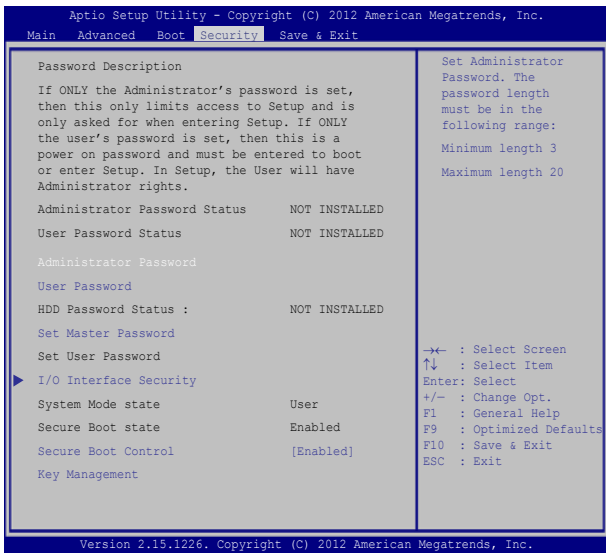 Aptio Setup Utility - Copyright (C) 2012 American Megatrends, Inc.
Main Advanced Boot Security Save & Exit
Password Description
If ONLY the Administrator's password is set,
then this only limits access to Setup and is
only asked for when entering Setup. If ONLY
the user's password is set, then this is a
power on password and must be entered to boot
or enter Setup. In Setup, the User will have
Administrator rights.
Administrator Password Status NOT INSTALLED
User Password Status NOT INSTALLED
Administrator Password
User Password
HDD Password Status : NOT INSTALLED
Set Master Password
Set User Password
I/O Interface Security
System Mode state User
Secure Boot state Enabled
Secure Boot Control [Enabled]
Key Management
Set Administrator
Password. The
password length
must be in the
following range:
Minimum length 3
Maximum length 20
→← : Select Screen
↑↓ : Select Item
Enter: Select
+/— : Change Opt.
F1 : General Help
F9 : Optimized Defaults
F10 : Save & Exit
ESC : Exit
Version 2.15.1226. Copyright (C) 2012 American Megatrends, Inc.